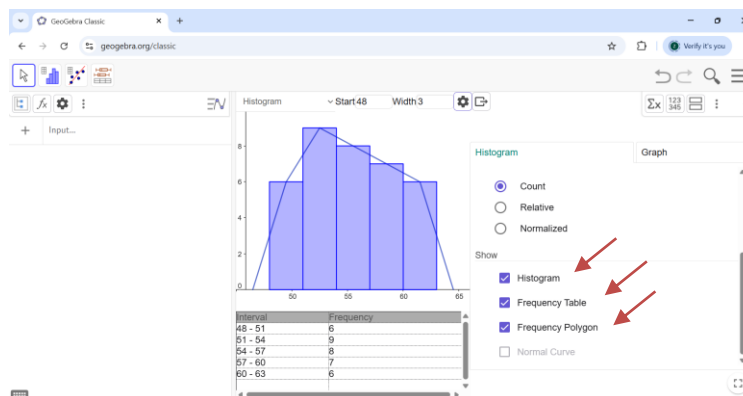 GeoGebra Classic
geogebra.org/classic
Verify it's you
Input...
Histogram
Start 48
Width 3
Σx
123
345
8
6
4
2
0
50
55
60
65
Interval Frequency
48 - 51 6
51 - 54 9
54 - 57 8
57 - 60 7
60 - 63 6
Histogram
Graph
Count
Relative
Normalized
Show
Histogram
Frequency Table
Frequency Polygon
Normal Curve